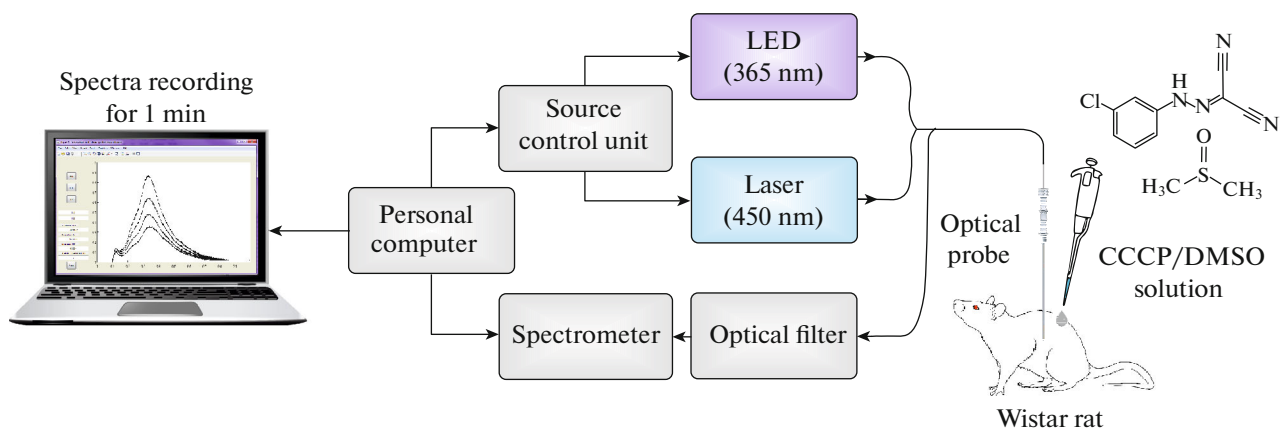 Spectra recording
for 1 min
Personal
computer
Source
control unit
LED
(365 nm)
Laser
(450 nm)
Spectrometer
Optical filter
Optical
probe
Wistar rat
N
H
Cl
N
N
N
O
S
H3C
CH3
CCCP/DMSO
solution